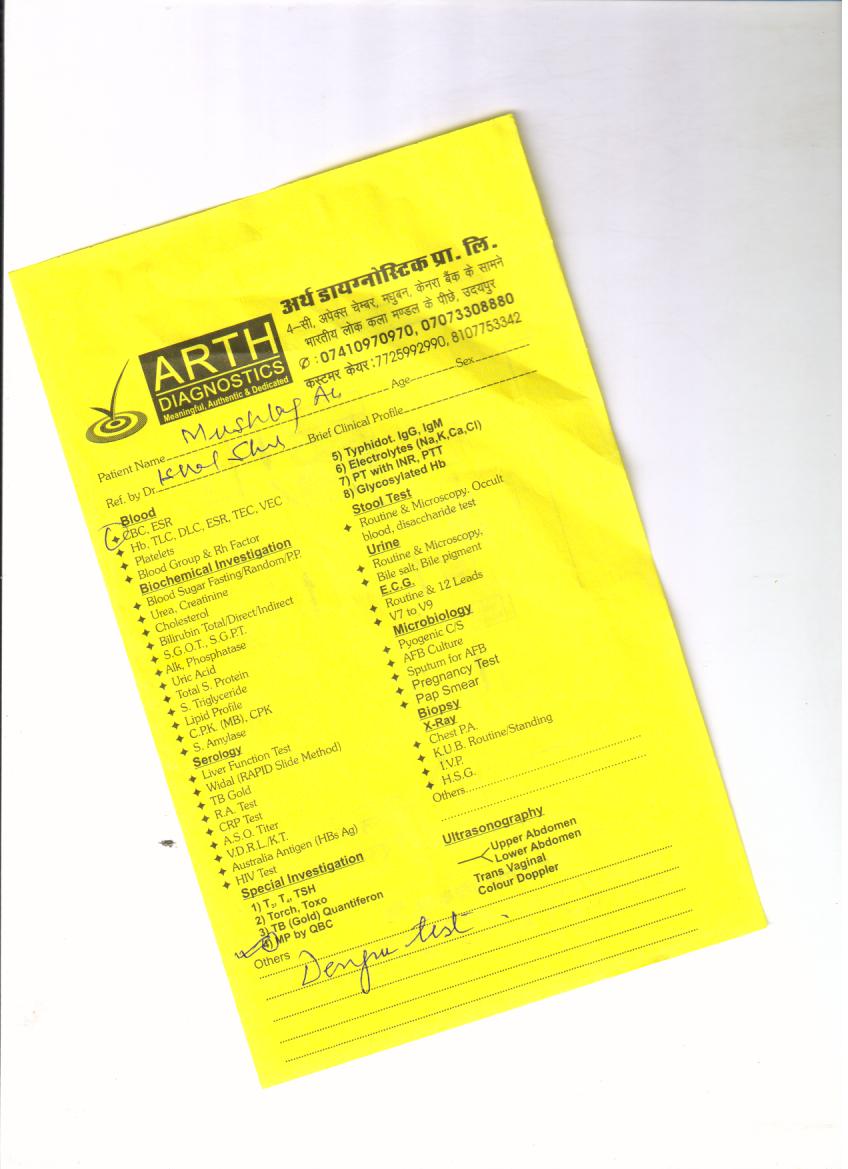 अर्थ डायग्नोस्टिक प्रा. लि.
4–सी, अपेक्स चेम्बर, मधुबन, केनरा बैंक के सामने
भारतीय लोक कला मण्डल के पीछे, उदयपुर
✆ : 07410970970, 07073308880
कस्टमर केयर : 7725992990, 8107753342
ARTH
DIAGNOSTICS
Meaningful, Authentic & Dedicated
Patient Name Mushtaq Age Sex
Ref. by Dr. Brief Clinical Profile
Blood
CBC, ESR
Hb, TLC, DLC, ESR, TEC, VEC
Platelets
Blood Group & Rh Factor
Biochemical Investigation
Blood Sugar Fasting/Random/P.P.
Urea, Creatinine
Cholesterol
Bilirubin Total/Direct/Indirect
S.G.O.T., S.G.P.T.
Alk, Phosphatase
Uric Acid
Total S. Protein
S. Triglyceride
Lipid Profile
C.P.K. (MB), CPK
S. Amylase
Serology
Liver Function Test
Widal (RAPID Slide Method)
TB Gold
R.A. Test
CRP Test
A.S.O. Titer
V.D.R.L./K.T.
Australia Antigen (HBs Ag)
HIV Test
Special Investigation
1) T₃, T₄, TSH
2) Torch, Toxo
3) TB (Gold) Quantiferon
4) MP by QBC
5) Typhidot. IgG, IgM
6) Electrolytes (Na,K,Ca,Cl)
7) PT with INR, PTT
8) Glycosylated Hb
Stool Test
Routine & Microscopy. Occult
blood, disaccharide test
Urine
Routine & Microscopy,
Bile salt, Bile pigment
E.C.G.
Routine & 12 Leads
V7 to V9
Microbiology
Pyogenic C/S
AFB Culture
Sputum for AFB
Pregnancy Test
Pap Smear
Biopsy
X-Ray
Chest P.A.
K.U.B. Routine/Standing
I.V.P.
H.S.G.
Others
Ultrasonography
Upper Abdomen
Lower Abdomen
Trans Vaginal
Colour Doppler
Others Dengu test